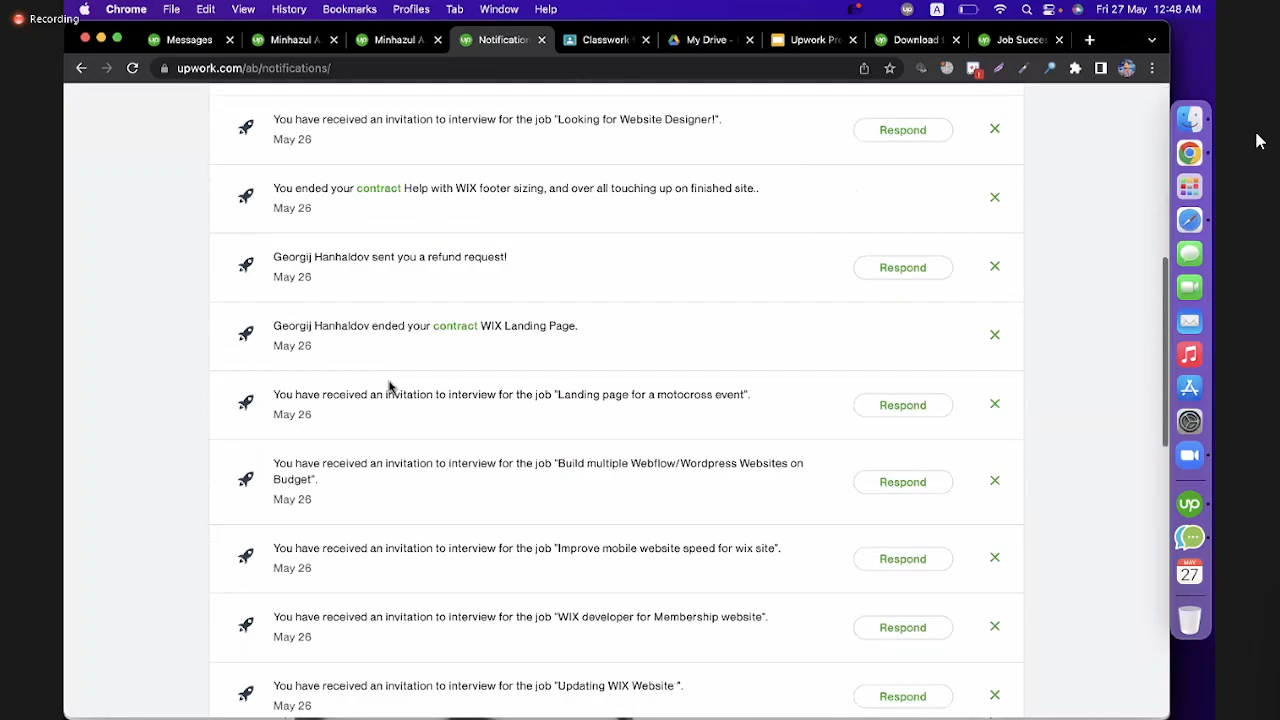 Recording
Chrome File Edit View History Bookmarks Profiles Tab Window Help A Fri 27 May 12:48 AM
Messages Minhazul A Minhazul A Notification Classwork My Drive - Upwork Pre Download Job Succes
upwork.com/ab/notifications/
You have received an invitation to interview for the job "Looking for Website Designer!".
Respond
May 26
You ended your contract Help with WIX footer sizing, and over all touching up on finished site..
May 26
Georgij Hanhaldov sent you a refund request!
Respond
May 26
Georgij Hanhaldov ended your contract WIX Landing Page.
May 26
You have received an invitation to interview for the job "Landing page for a motocross event".
Respond
May 26
You have received an invitation to interview for the job "Build multiple Webflow/Wordpress Websites on
Budget".
Respond
May 26
You have received an invitation to interview for the job "Improve mobile website speed for wix site".
Respond
May 26
You have received an invitation to interview for the job "WIX developer for Membership website".
Respond
May 26
You have received an invitation to interview for the job "Updating WIX Website ".
Respond
May 26
up
MAY
27